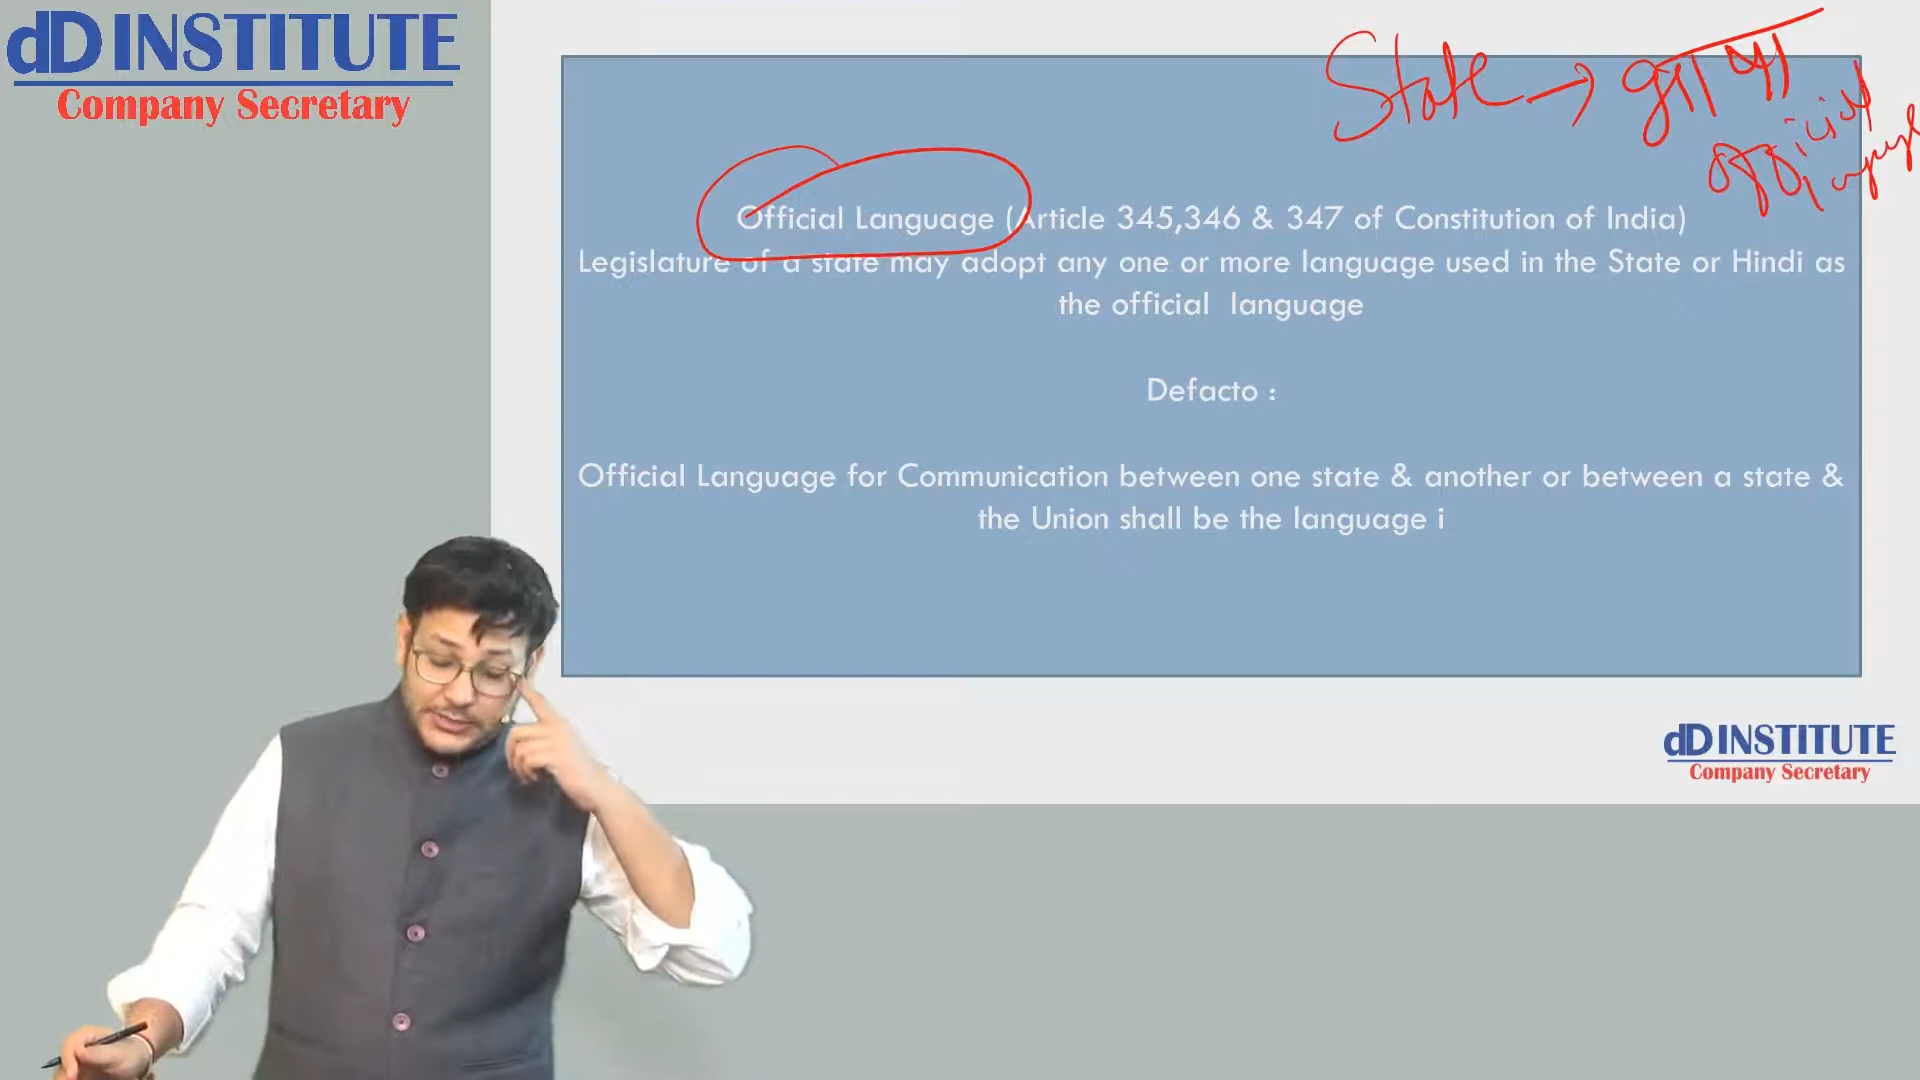 dD INSTITUTE
Company Secretary
State →
official
Official Language (Article 345,346 & 347 of Constitution of India)
Legislature of a state may adopt any one or more language used in the State or Hindi as
the official language
Defacto :
Official Language for Communication between one state & another or between a state &
the Union shall be the language i
dD INSTITUTE
Company Secretary